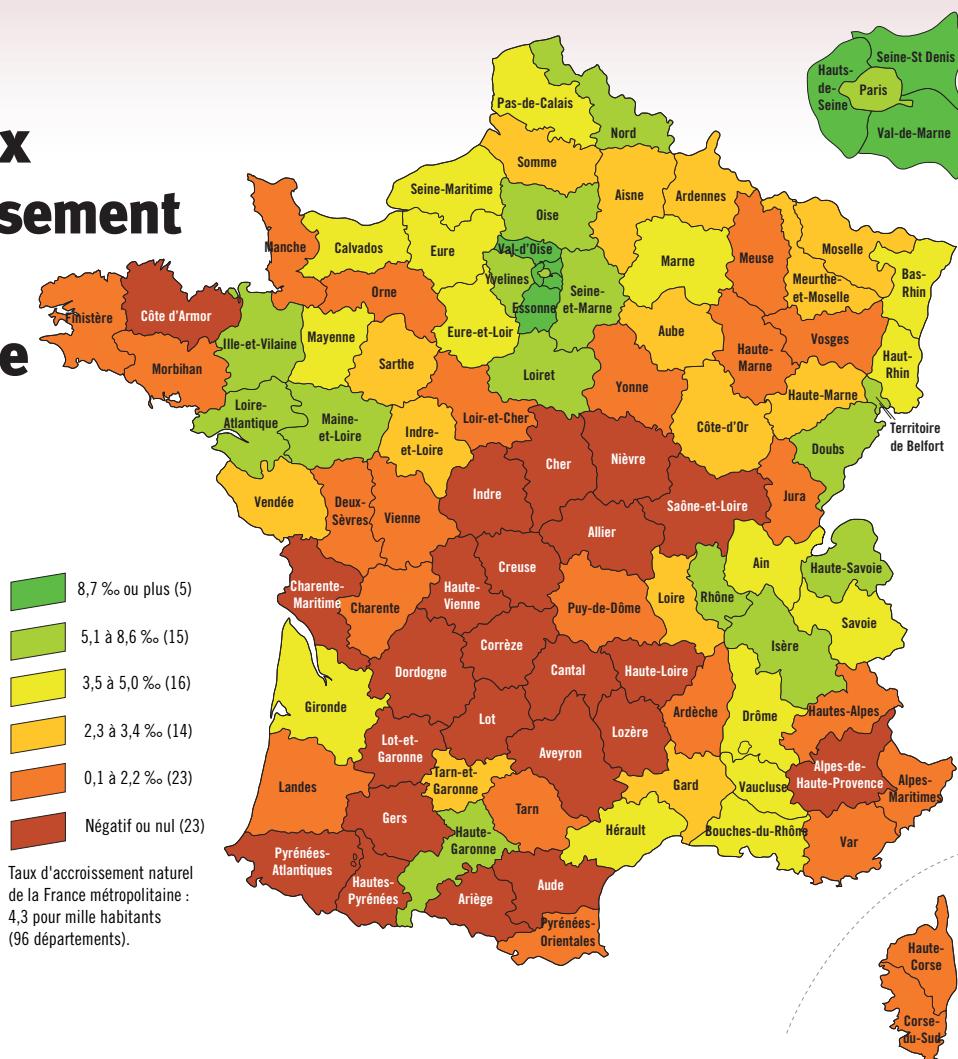 x
sement
e
Hauts-
de-
Seine
Seine-St Denis
Paris
Val-de-Marne
Pas-de-Calais
Nord
Somme
Seine-Maritime
Aisne
Ardennes
Oise
Manche
Calvados
Eure
Val-d'Oise
Marne
Meuse
Moselle
Meurthe-
et-Moselle
Bas-
Rhin
Yvelines
Essonne
Seine-
et-Marne
Orne
Finistère
Côte d'Armor
Ille-et-Vilaine
Mayenne
Eure-et-Loir
Aube
Haute-
Marne
Vosges
Haut-
Rhin
Morbihan
Sarthe
Loiret
Yonne
Loire-
Atlantique
Maine-
et-Loire
Indre-
et-Loire
Loir-et-Cher
Côte-d'Or
Haute-Marne
Territoire
de Belfort
Doubs
Cher
Nièvre
Vendée
Deux-
Sèvres
Vienne
Indre
Saône-et-Loire
Jura
Allier
Charente-
Maritime
Charente
Haute-
Vienne
Creuse
Puy-de-Dôme
Loire
Rhône
Ain
Haute-Savoie
Savoie
Isère
Dordogne
Corrèze
Cantal
Haute-Loire
Gironde
Lot
Lozère
Ardèche
Drôme
Hautes-Alpes
Lot-et-
Garonne
Aveyron
Landes
Tarn-et-
Garonne
Tarn
Gard
Vaucluse
Alpes-de-
Haute-Provence
Alpes-
Maritimes
Gers
Haute-
Garonne
Hérault
Bouches-du-Rhône
Var
Pyrénées-
Atlantiques
Hautes-
Pyrénées
Ariège
Aude
Pyrénées-
Orientales
Haute-
Corse
Corse-
du-Sud
8,7 ‰ ou plus (5)
5,1 à 8,6 ‰ (15)
3,5 à 5,0 ‰ (16)
2,3 à 3,4 ‰ (14)
0,1 à 2,2 ‰ (23)
Négatif ou nul (23)
Taux d'accroissement naturel
de la France métropolitaine :
4,3 pour mille habitants
(96 départements).